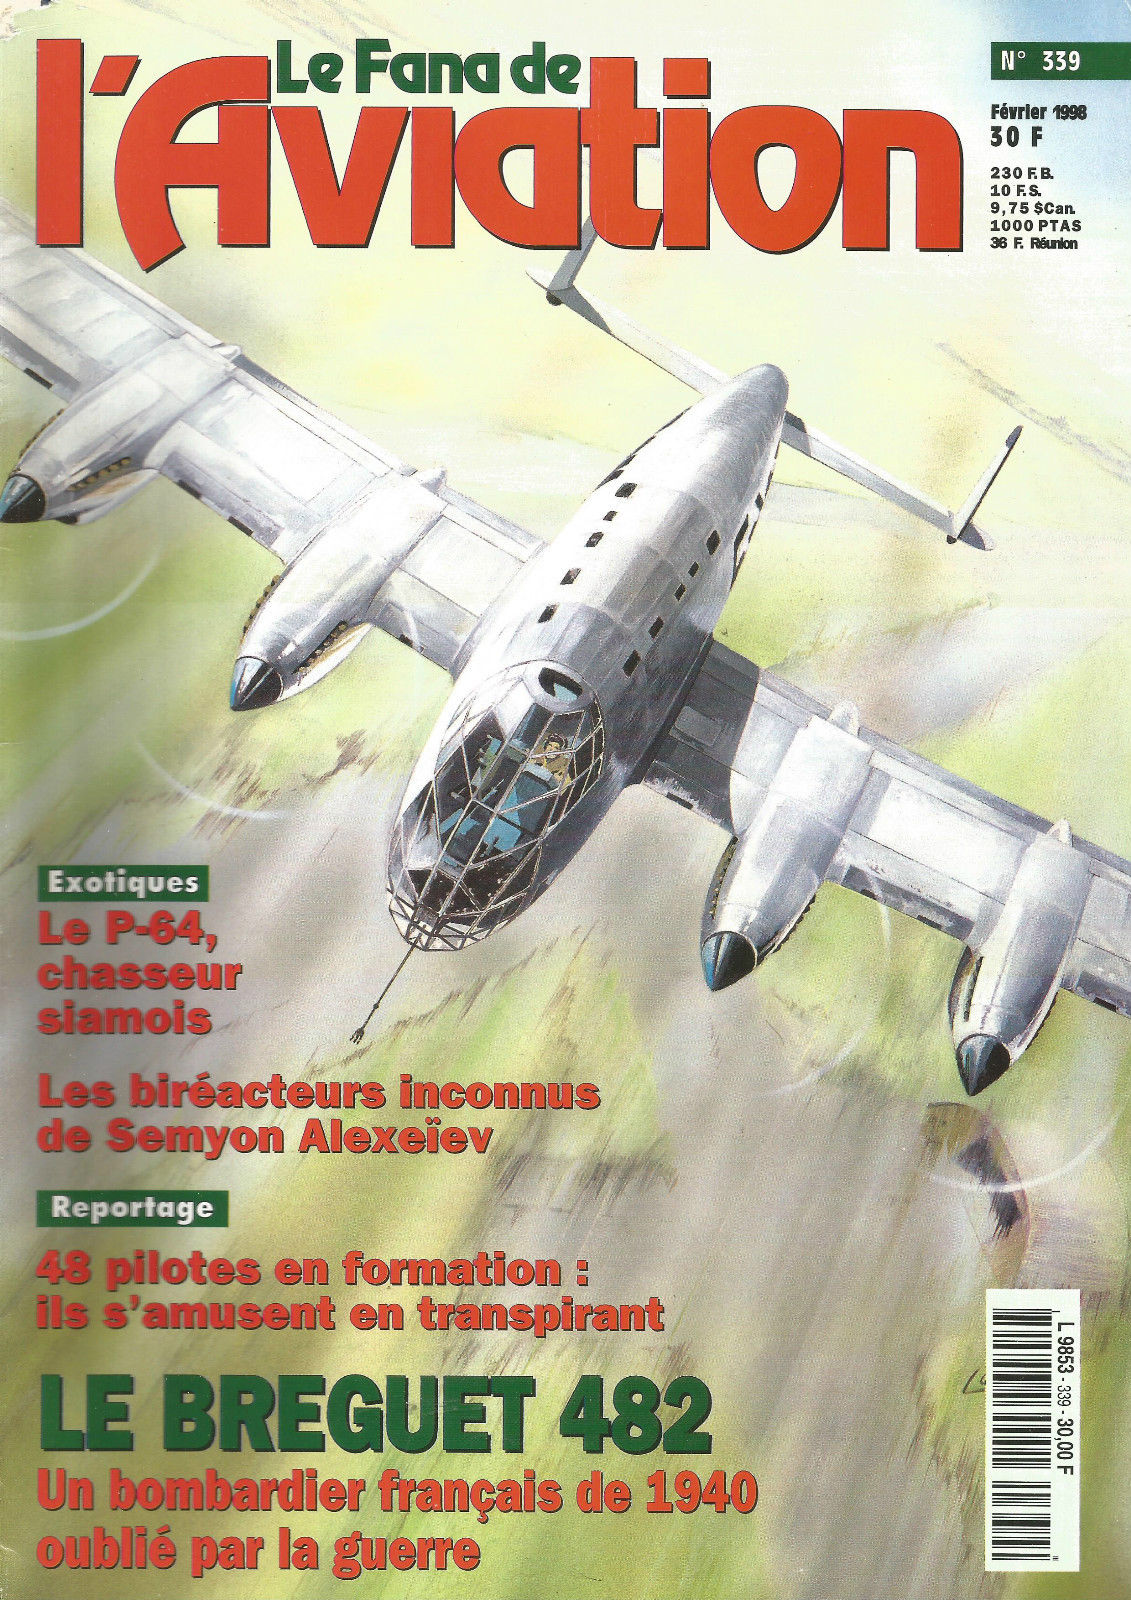 Le Fana de
l'Aviation
N° 339
Février 1998
30 F
230 F.B.
10 F.S.
9,75 $Can.
1000 PTAS
36 F. Réunion
Exotiques
Le P-64,
chasseur
siamois
Les biréacteurs inconnus
de Semyon Alexeïev
Reportage
48 pilotes en formation :
ils s'amusent en transpirant
LE BREGUET 482
Un bombardier français de 1940
oublié par la guerre
L 9853 - 339 - 30,00 F